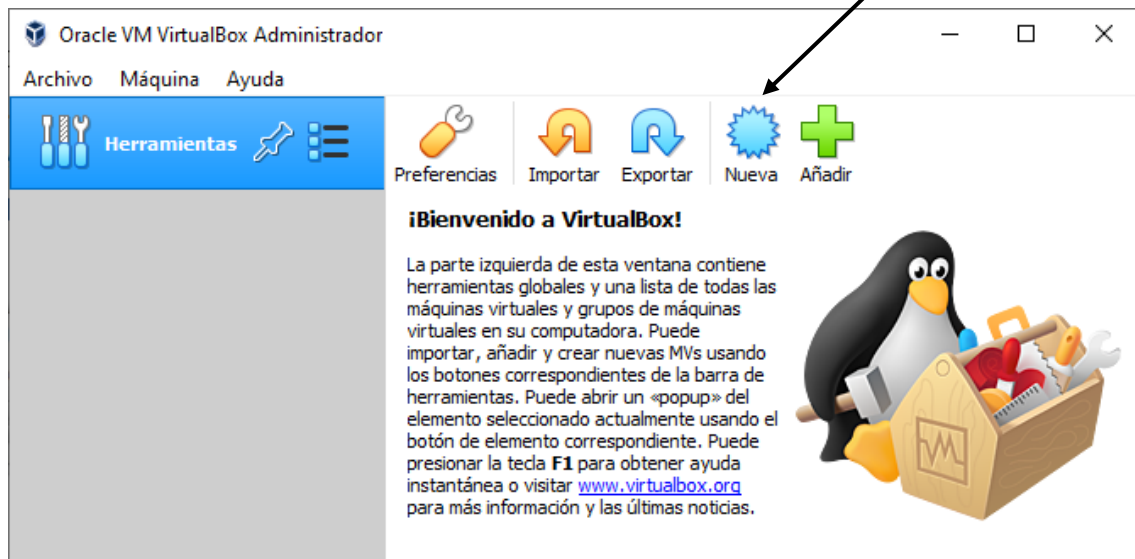 Oracle VM VirtualBox Administrador
Archivo Máquina Ayuda
Herramientas
Preferencias Importar Exportar Nueva Añadir
¡Bienvenido a VirtualBox!
La parte izquierda de esta ventana contiene
herramientas globales y una lista de todas las
máquinas virtuales y grupos de máquinas
virtuales en su computadora. Puede
importar, añadir y crear nuevas MVs usando
los botones correspondientes de la barra de
herramientas. Puede abrir un «popup» del
elemento seleccionado actualmente usando el
botón de elemento correspondiente. Puede
presionar la tecla F1 para obtener ayuda
instantánea o visitar www.virtualbox.org
para más información y las últimas noticias.